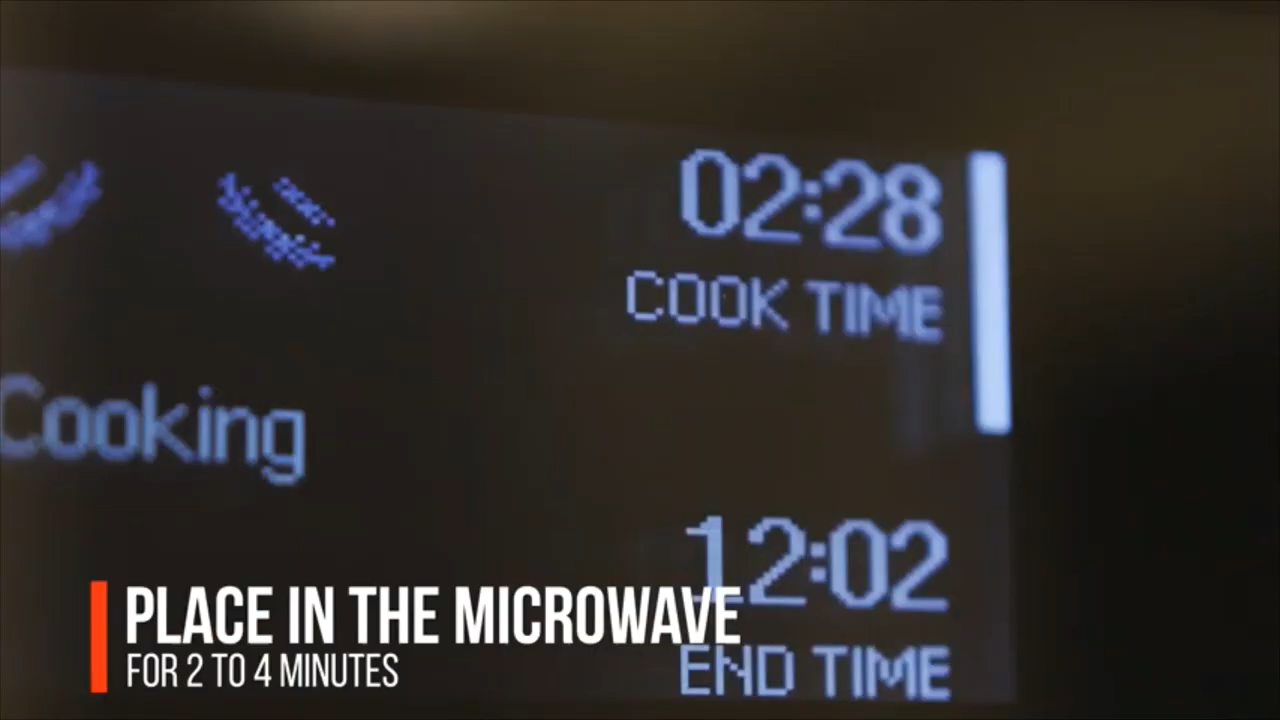 02:28
COOK TIME
Cooking
12:02
END TIME
PLACE IN THE MICROWAVE
FOR 2 TO 4 MINUTES